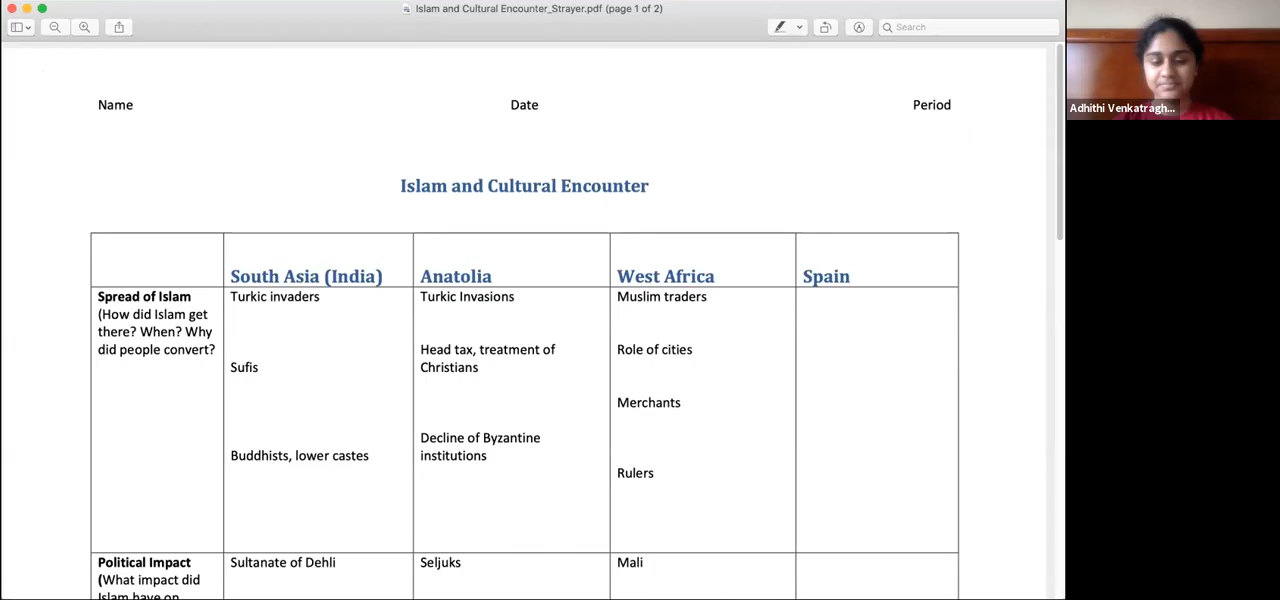 Islam and Cultural Encounter_Strayer.pdf (page 1 of 2)
Search
Adhithi Venkatragh...
Name Date Period
Islam and Cultural Encounter
South Asia (India) Anatolia West Africa Spain
Spread of Islam
(How did Islam get
there? When? Why
did people convert?
Turkic invaders
Sufis
Buddhists, lower castes
Turkic Invasions
Head tax, treatment of
Christians
Decline of Byzantine
institutions
Muslim traders
Role of cities
Merchants
Rulers
Political Impact
(What impact did
Islam have on
Sultanate of Dehli
Seljuks
Mali